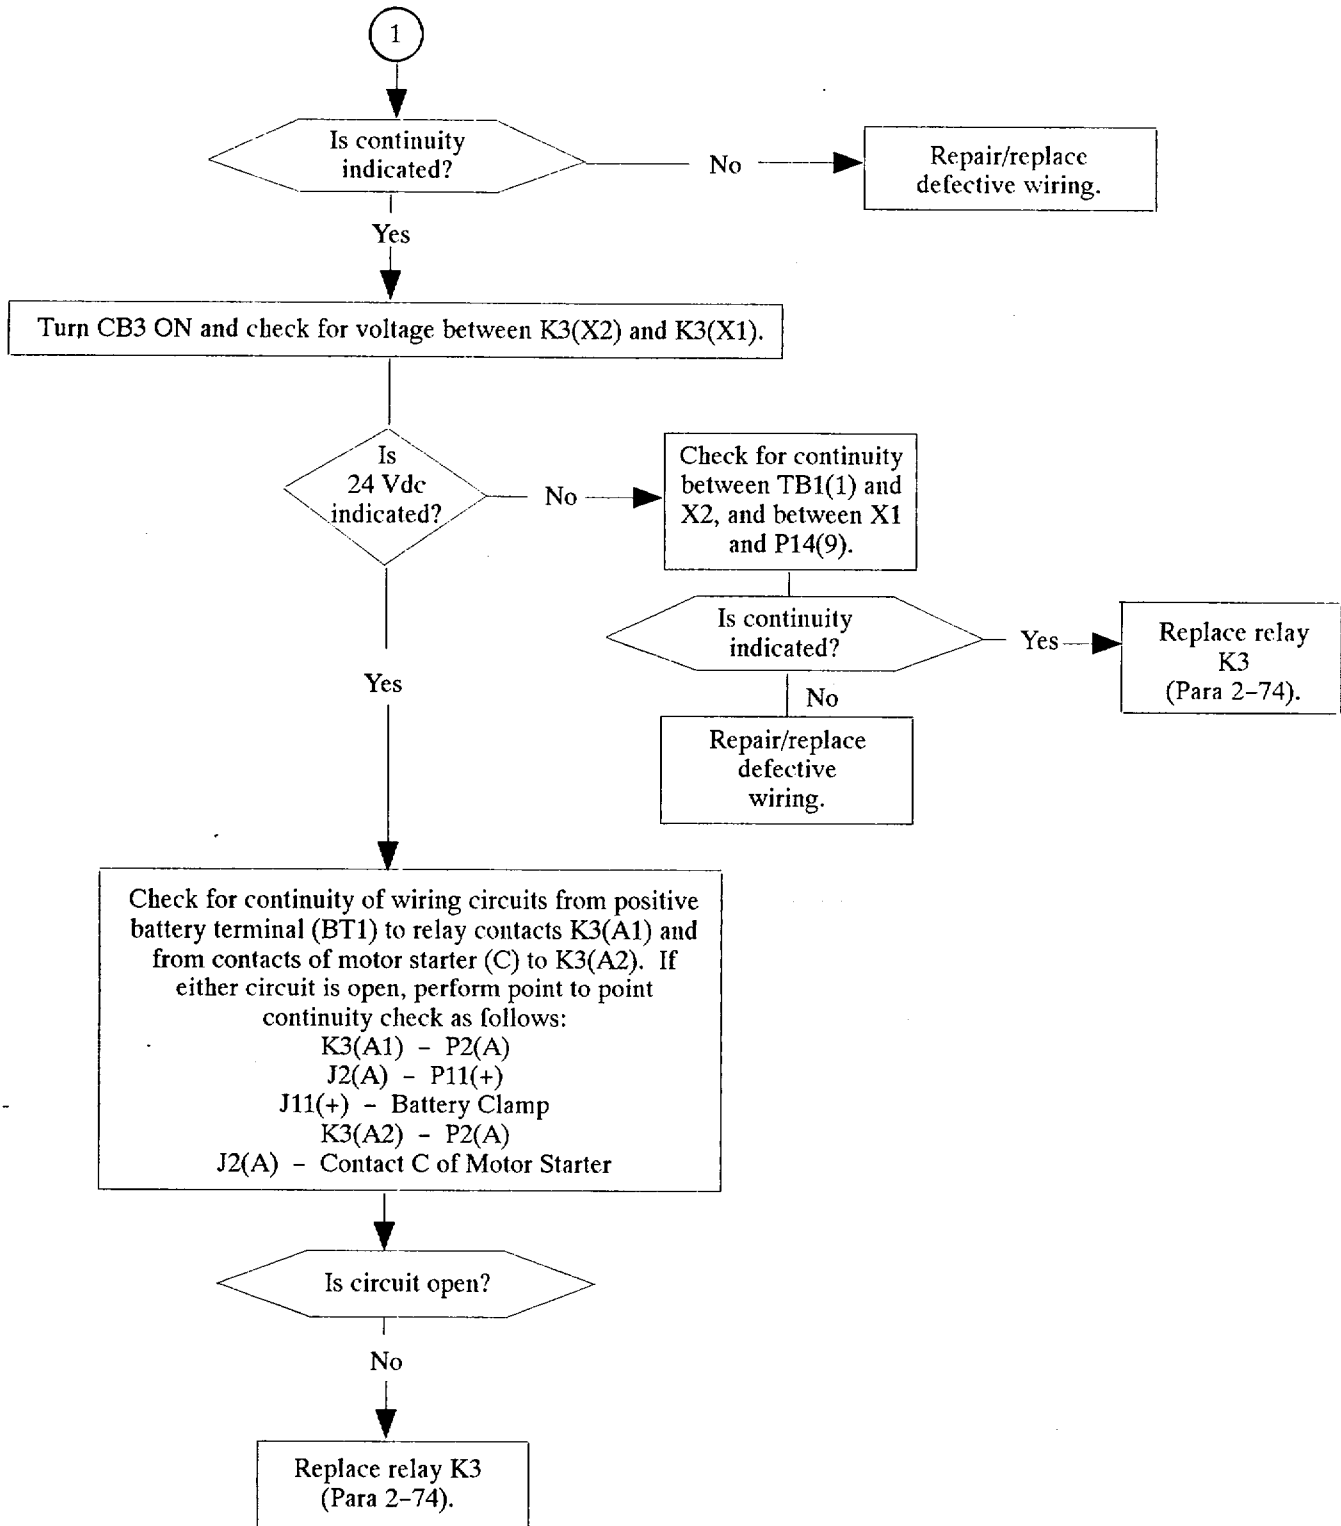 1
Is continuity
indicated?
No
Repair/replace
defective wiring.
Yes
Turn CB3 ON and check for voltage between K3(X2) and K3(X1).
Is
24 Vdc
indicated?
No
Check for continuity
between TB1(1) and
X2, and between X1
and P14(9).
Is continuity
indicated?
Yes
Replace relay
K3
(Para 2-74).
No
Repair/replace
defective
wiring.
Yes
Check for continuity of wiring circuits from positive
battery terminal (BT1) to relay contacts K3(A1) and
from contacts of motor starter (C) to K3(A2). If
either circuit is open, perform point to point
continuity check as follows:
K3(A1) - P2(A)
J2(A) - P11(+)
J11(+) - Battery Clamp
K3(A2) - P2(A)
J2(A) - Contact C of Motor Starter
Is circuit open?
No
Replace relay K3
(Para 2-74).